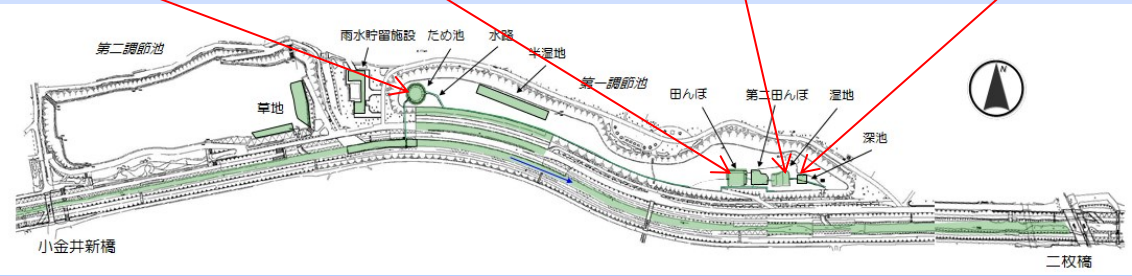 第二調節池
雨水貯留施設
ため池
水路
半湿地
第一調節池
N
草地
田んぼ
第二田んぼ
湿地
深池
小金井新橋
二枚橋